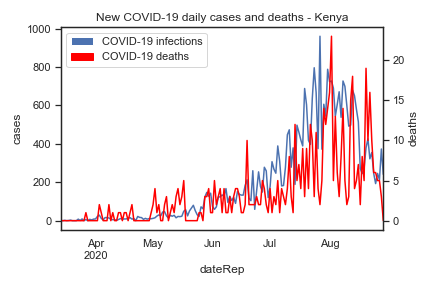 New COVID-19 daily cases and deaths - Kenya
COVID-19 infections
COVID-19 deaths
1000
800
600
400
200
0
cases
20
15
10
5
0
deaths
Apr
2020
May
Jun
Jul
Aug
dateRep